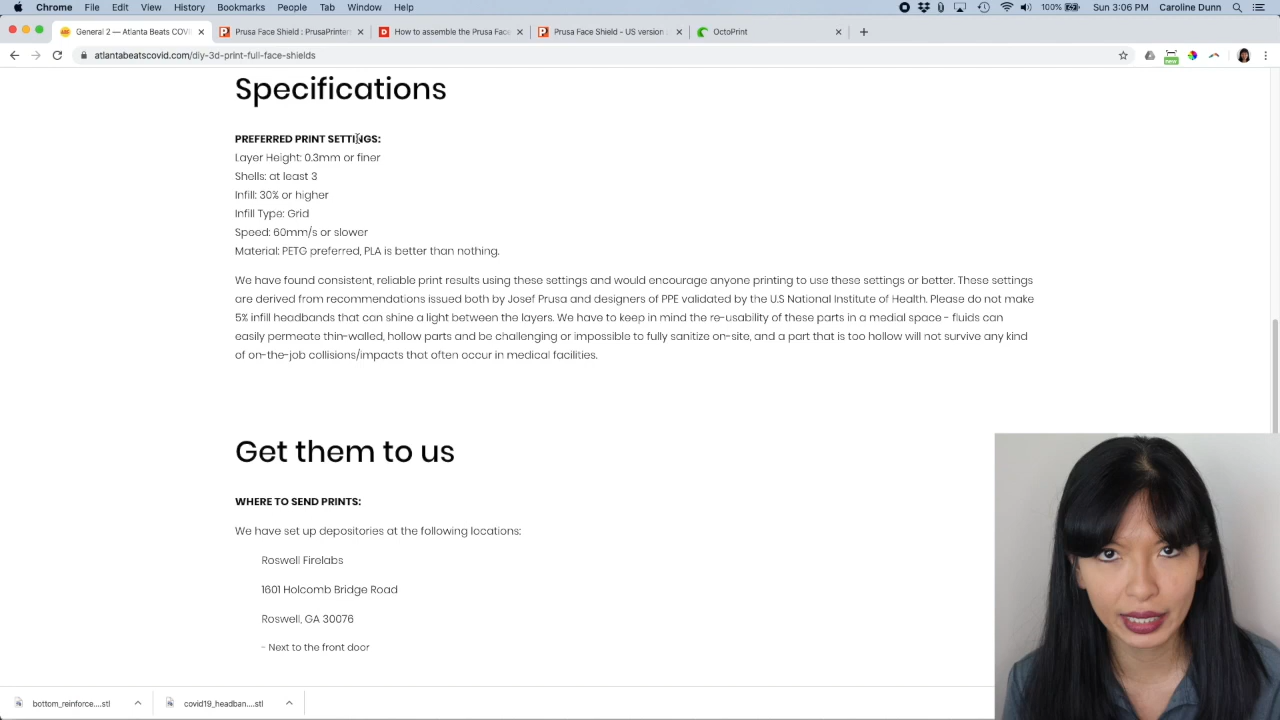 Chrome File Edit View History Bookmarks People Tab Window Help 100% Sun 3:06 PM Caroline Dunn
General 2 — Atlanta Beats COV Prusa Face Shield : PrusaPrinter How to assemble the Prusa Face Prusa Face Shield - US version OctoPrint
atlantabeatscovid.com/diy-3d-print-full-face-shields
new
Specifications
PREFERRED PRINT SETTINGS:
Layer Height: 0.3mm or finer
Shells: at least 3
Infill: 30% or higher
Infill Type: Grid
Speed: 60mm/s or slower
Material: PETG preferred, PLA is better than nothing.
We have found consistent, reliable print results using these settings and would encourage anyone printing to use these settings or better. These settings
are derived from recommendations issued both by Josef Prusa and designers of PPE validated by the U.S National Institute of Health. Please do not make
5% infill headbands that can shine a light between the layers. We have to keep in mind the re-usability of these parts in a medial space - fluids can
easily permeate thin-walled, hollow parts and be challenging or impossible to fully sanitize on-site, and a part that is too hollow will not survive any kind
of on-the-job collisions/impacts that often occur in medical facilities.
Get them to us
WHERE TO SEND PRINTS:
We have set up depositories at the following locations:
Roswell Firelabs
1601 Holcomb Bridge Road
Roswell, GA 30076
- Next to the front door
bottom_reinforce....stl covid19_headban....stl